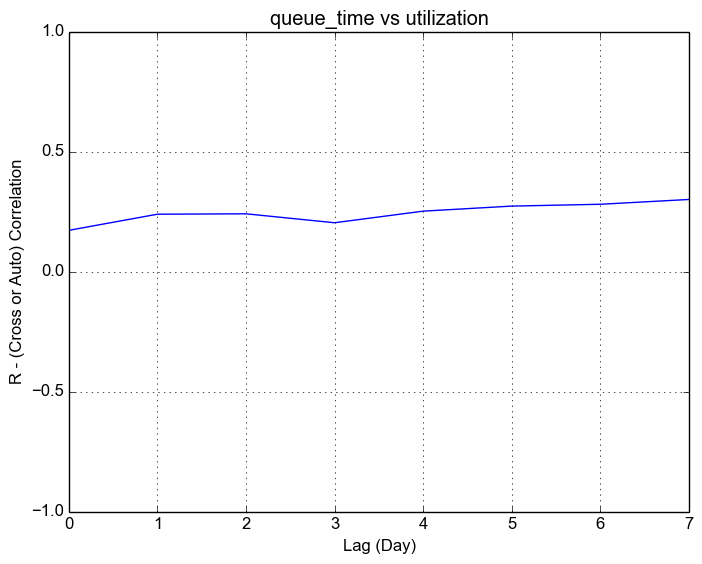 queue_time vs utilization
1.0
0.5
0.0
−0.5
−1.0
R - (Cross or Auto) Correlation
0 1 2 3 4 5 6 7
Lag (Day)